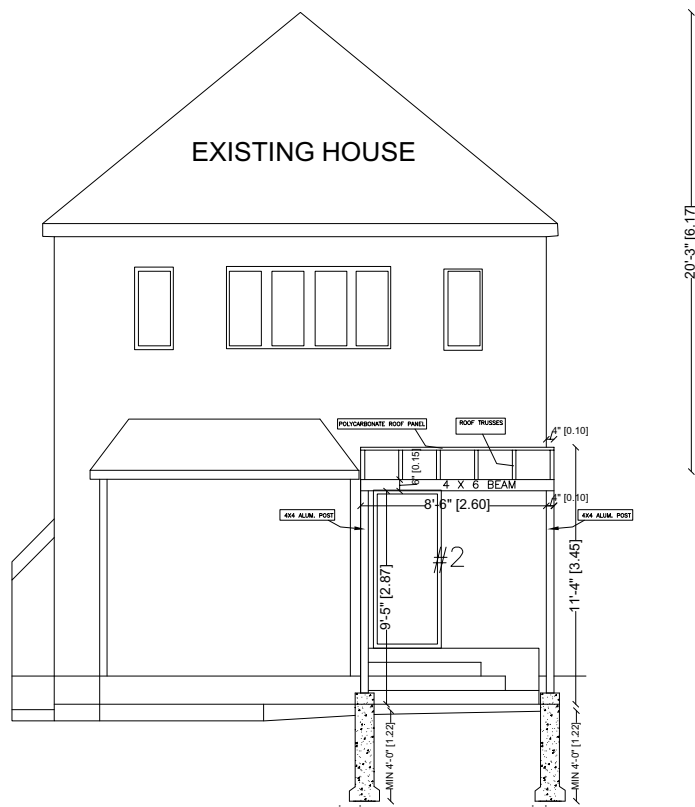 EXISTING HOUSE
20'-3" [6.17]
POLYCARBONATE ROOF PANEL
ROOF TRUSSES
4" [0.10]
6" [0.15]
4 X 6 BEAM
8'-6" [2.60]
4" [0.10]
4X4 ALUM. POST
4X4 ALUM. POST
#2
9'-5" [2.87]
11'-4" [3.45]
MIN 4'-0" [1.22]
MIN 4'-0" [1.22]